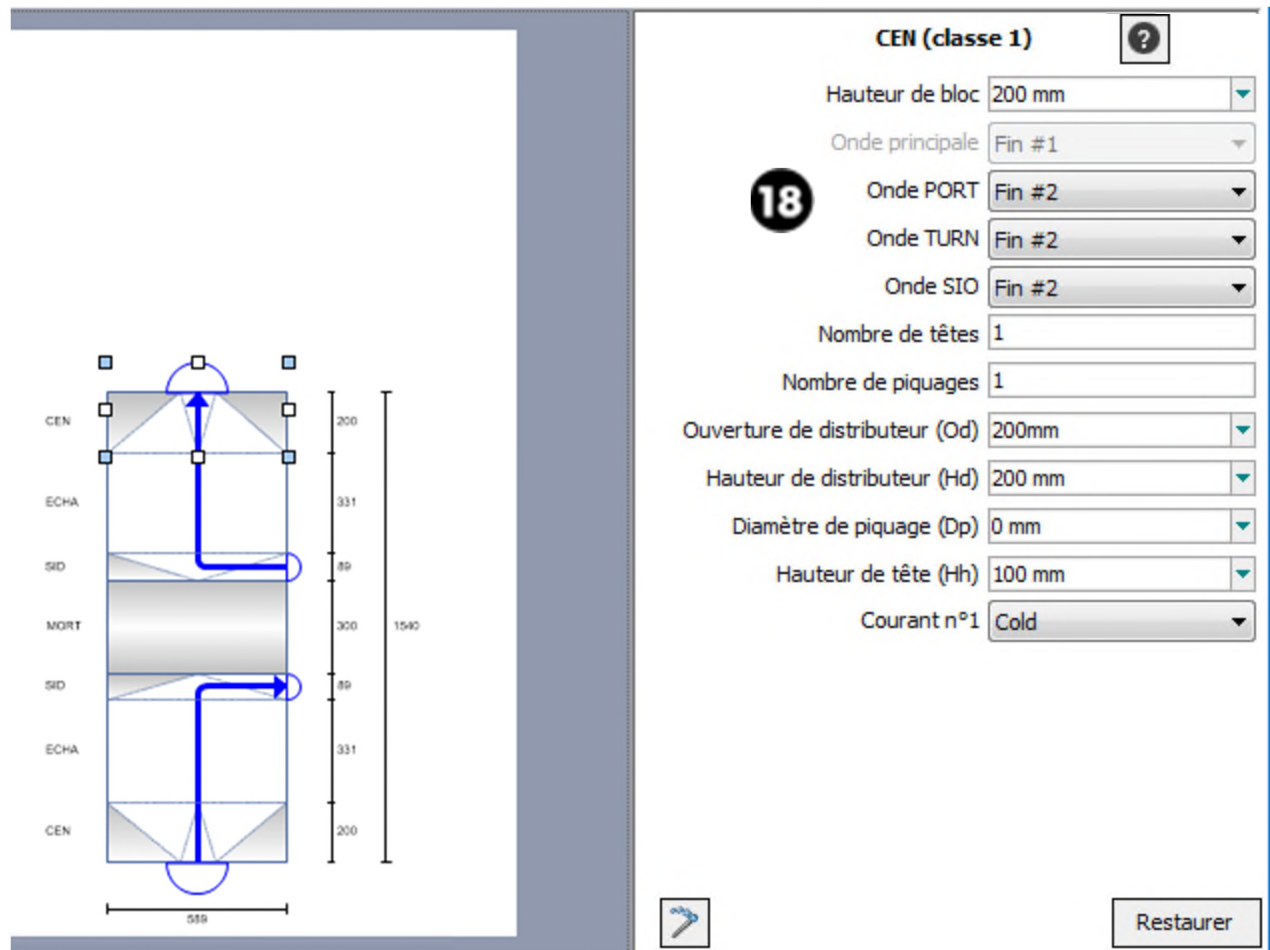 CEN (classe 1)
?
Hauteur de bloc 200 mm
Onde principale Fin #1
18
Onde PORT Fin #2
Onde TURN Fin #2
Onde SIO Fin #2
Nombre de têtes 1
Nombre de piquages 1
Ouverture de distributeur (Od) 200mm
Hauteur de distributeur (Hd) 200 mm
Diamètre de piquage (Dp) 0 mm
Hauteur de tête (Hh) 100 mm
Courant n°1 Cold
Restaurer
CEN 200
ECHA 331
SID 89
MORT 300 1540
SID 89
ECHA 331
CEN 200
559